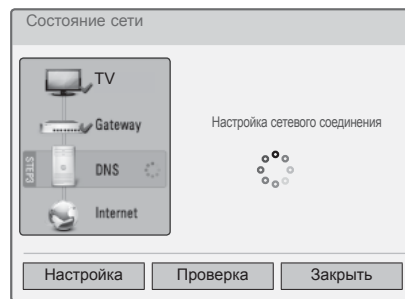 Состояние сети
TV
Gateway
Настройка сетевого соединения
STEP3
DNS
Internet
Настройка
Проверка
Закрыть